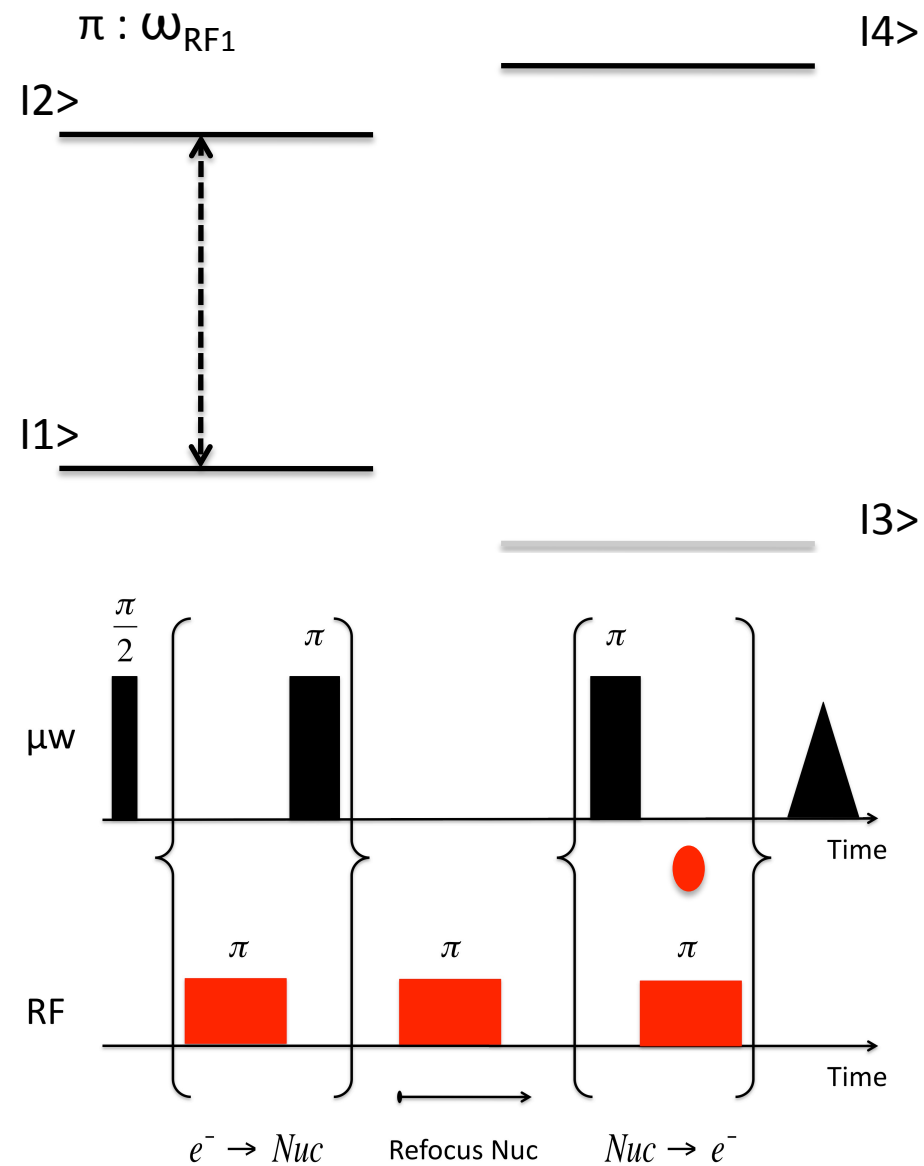 π : ω_RF1
|4>
|2>
|1>
|3>
π/2
π
π
μw
Time
π
π
π
RF
Time
e⁻ → Nuc
Refocus Nuc
Nuc → e⁻